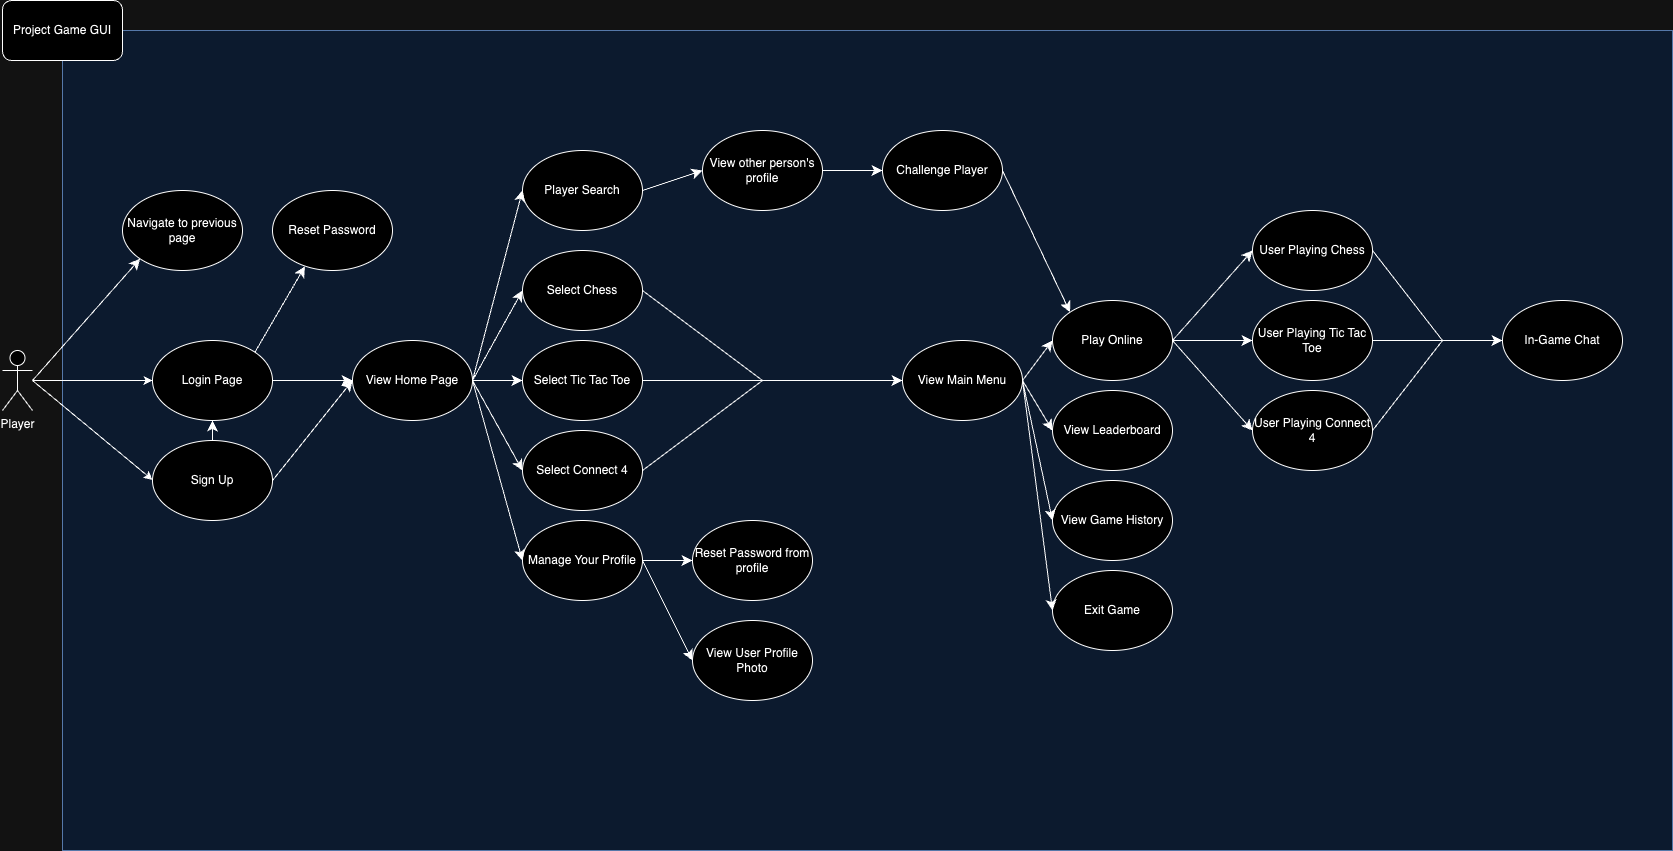 Project Game GUI
Player
Navigate to previous
page
Reset Password
Login Page
Sign Up
View Home Page
Player Search
Select Chess
Select Tic Tac Toe
Select Connect 4
Manage Your Profile
View other person's
profile
Challenge Player
Reset Password from
profile
View User Profile
Photo
View Main Menu
Play Online
View Leaderboard
View Game History
Exit Game
User Playing Chess
User Playing Tic Tac
Toe
User Playing Connect
4
In-Game Chat